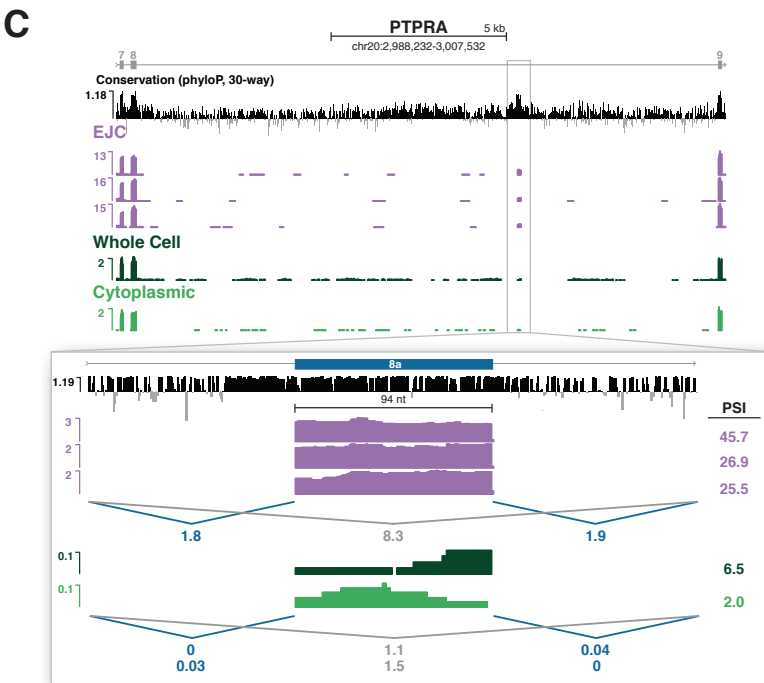 C
PTPRA 5 kb
chr20:2,988,232-3,007,532
7 8 9
Conservation (phyloP, 30-way)
1.18
EJC
13
16
15
Whole Cell
2
Cytoplasmic
2
8a
1.19
94 nt
PSI
3
45.7
2
26.9
2
25.5
1.8 8.3 1.9
0.1
6.5
0.1
2.0
0 1.1 0.04
0.03 1.5 0